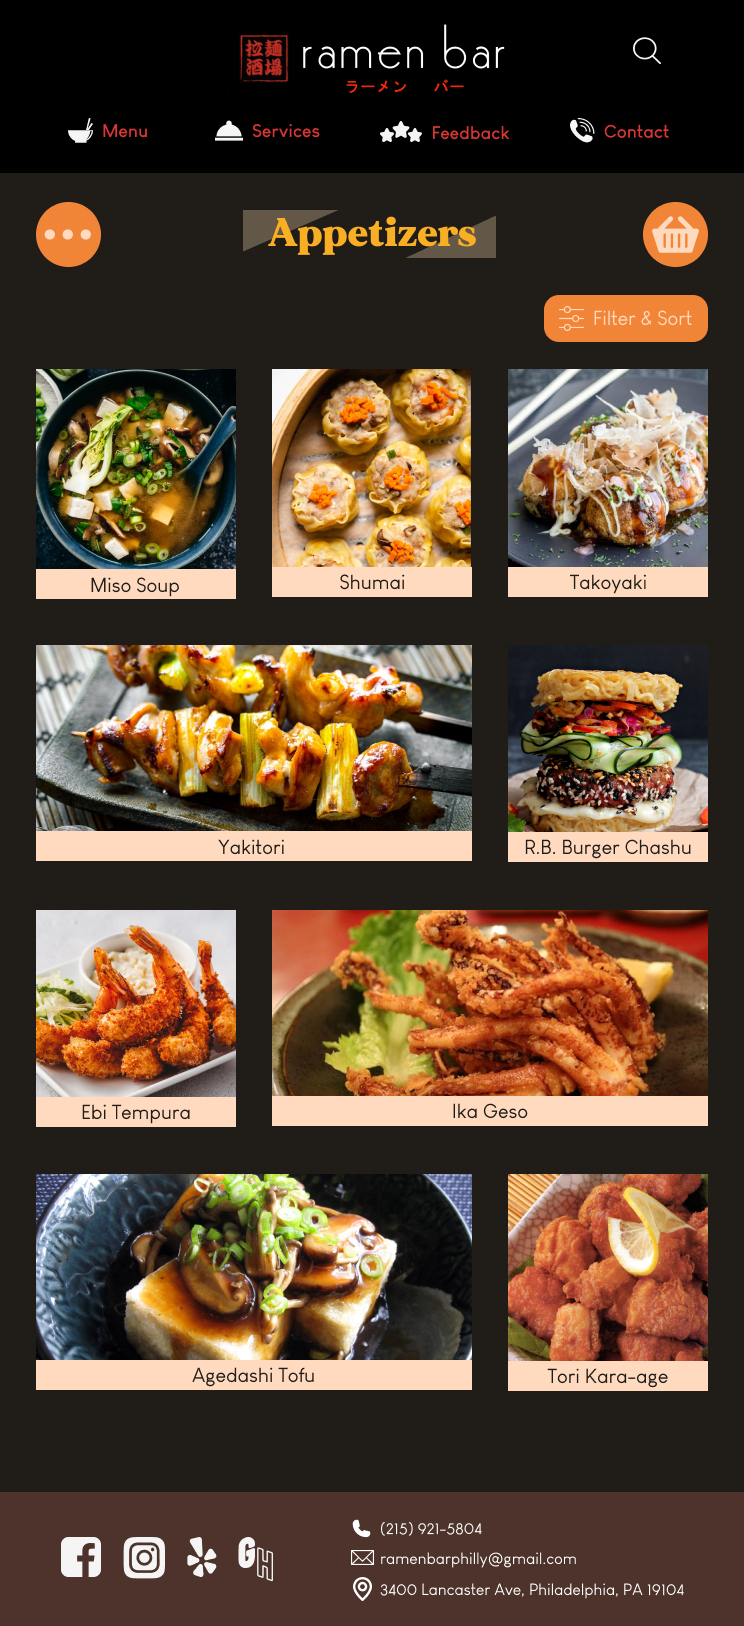 拉麺
酒場
ramen bar
ラーメン バー
Menu
Services
Feedback
Contact
Appetizers
Filter & Sort
Miso Soup
Shumai
Takoyaki
Yakitori
R.B. Burger Chashu
Ebi Tempura
Ika Geso
Agedashi Tofu
Tori Kara-age
GH
(215) 921-5804
ramenbarphilly@gmail.com
3400 Lancaster Ave, Philadelphia, PA 19104